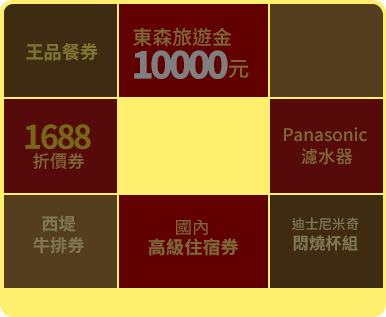 王品餐券
東森旅遊金
10000元
1688
折價券
Panasonic
濾水器
西堤
牛排券
國內
高級住宿券
迪士尼米奇
悶燒杯組